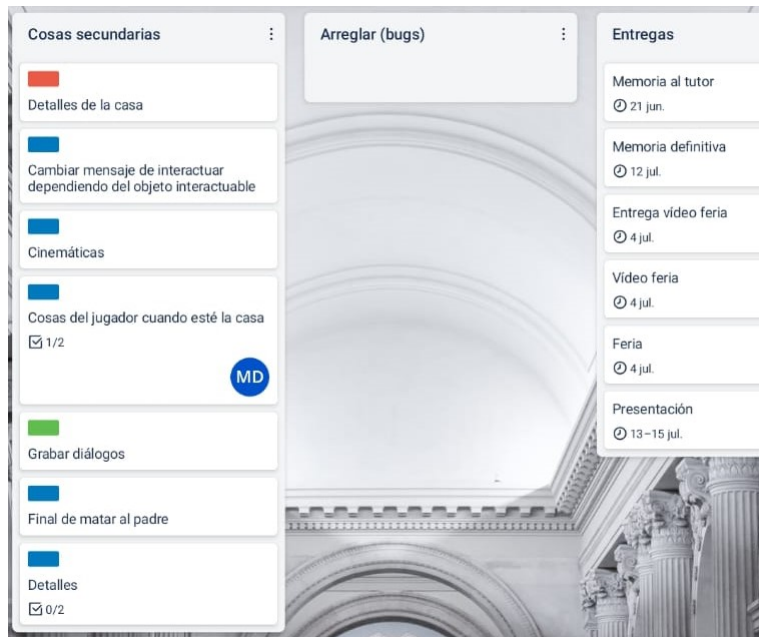 Cosas secundarias
Detalles de la casa
Cambiar mensaje de interactuar
dependiendo del objeto interactuable
Cinemáticas
Cosas del jugador cuando esté la casa
1/2
MD
Grabar diálogos
Final de matar al padre
Detalles
0/2
Arreglar (bugs)
Entregas
Memoria al tutor
21 jun.
Memoria definitiva
12 jul.
Entrega vídeo feria
4 jul.
Vídeo feria
4 jul.
Feria
4 jul.
Presentación
13–15 jul.